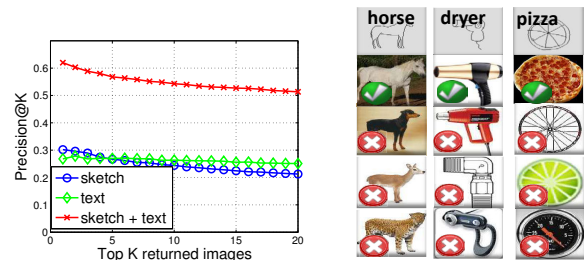 horse dryer pizza
0.6
0.5
0.4
0.3
0.2
0.1
0
Precision@K
sketch
text
sketch + text
0 5 10 15 20
Top K returned images